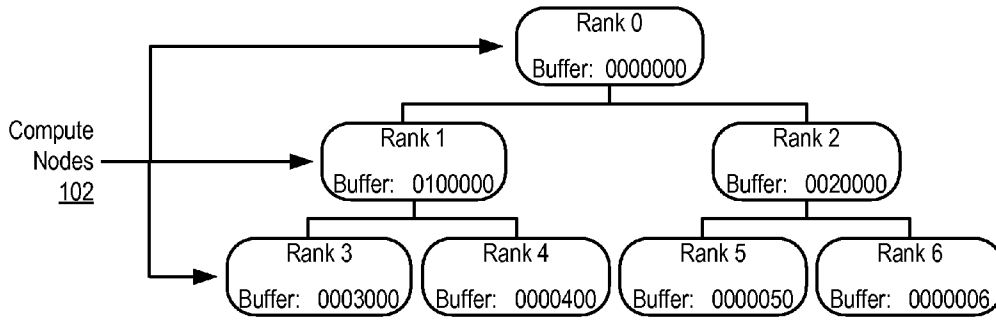 Rank 0
Buffer: 0000000
Compute
Nodes
102
Rank 1
Buffer: 0100000
Rank 2
Buffer: 0020000
Rank 3
Buffer: 0003000
Rank 4
Buffer: 0000400
Rank 5
Buffer: 0000050
Rank 6
Buffer: 0000006